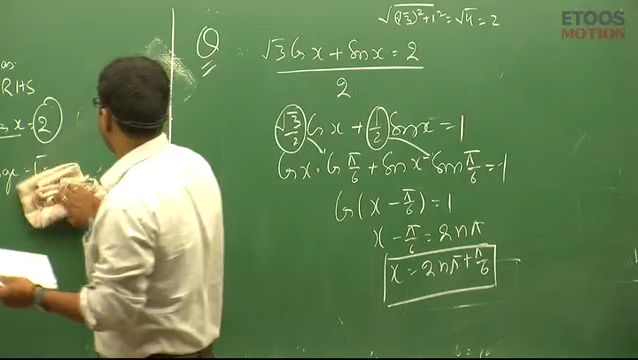 ETOOS
MOTION
√(√3)²+1² = √4 = 2
Q
√3 Cos x + Sin x = 2
2
√3/2 Cos x + 1/2 Sin x = 1
Cos x · Cos π/6 + Sin x · Sin π/6 = 1
Cos(x − π/6) = 1
x − π/6 = 2nπ
x = 2nπ + π/6
RHS
x = 2